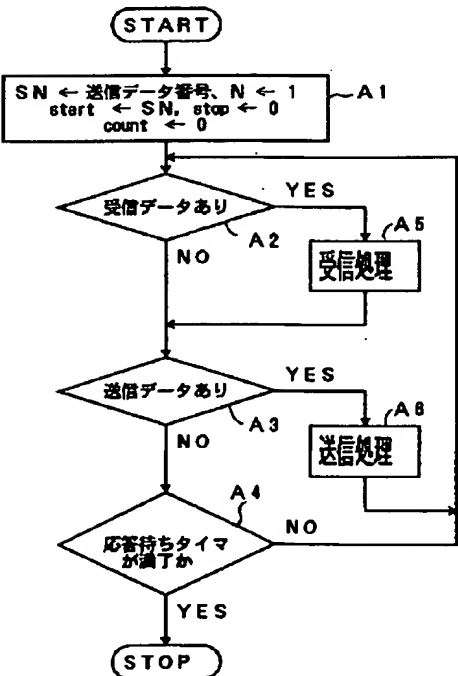 START
SN ← 送信データ番号、N ← 1
start ← SN, stop ← 0
count ← 0
A1
受信データあり
YES
A2
NO
A5
受信処理
送信データあり
YES
A3
NO
A6
送信処理
A4
応答待ちタイマ
が満了か
NO
YES
STOP